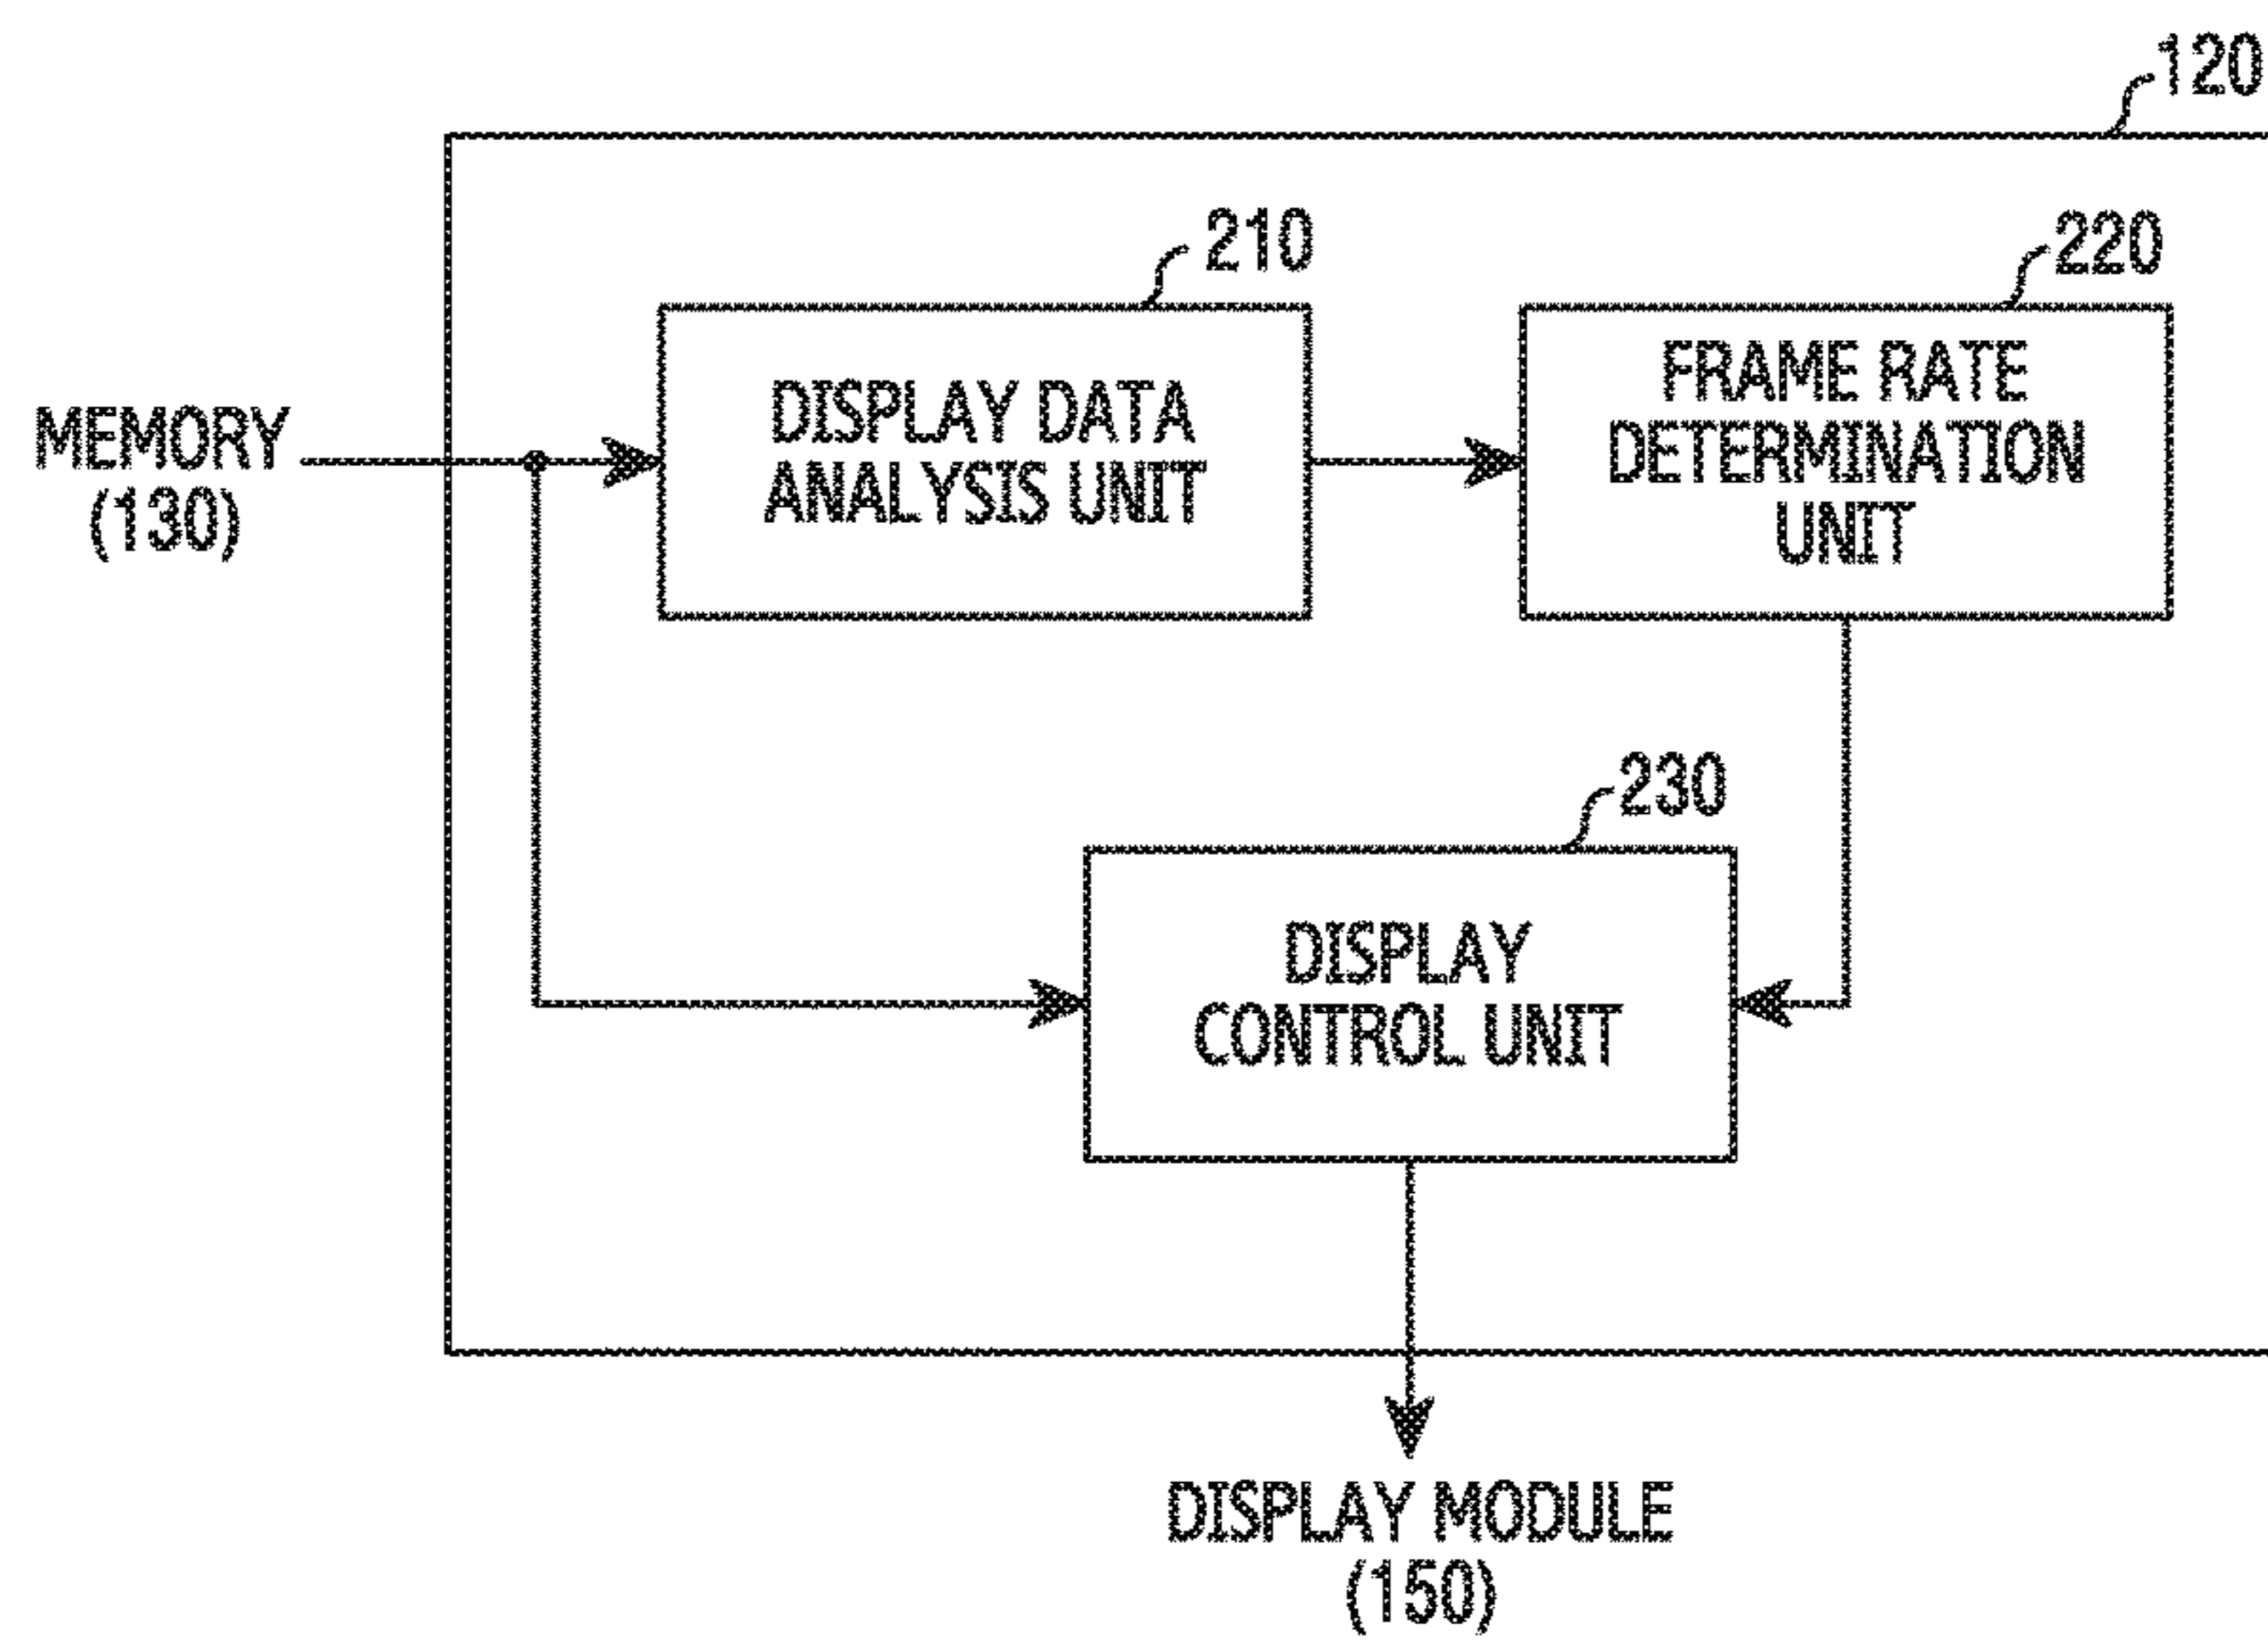 120
210
220
MEMORY
(130)
DISPLAY DATA
ANALYSIS UNIT
FRAME RATE
DETERMINATION
UNIT
230
DISPLAY
CONTROL UNIT
DISPLAY MODULE
(150)